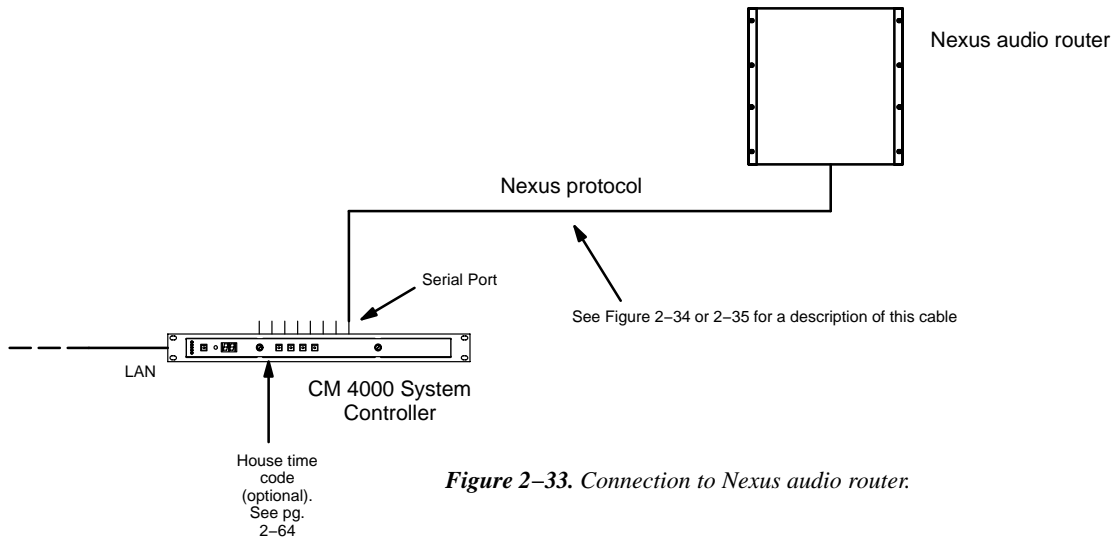 Nexus audio router
Nexus protocol
Serial Port
See Figure 2−34 or 2−35 for a description of this cable
LAN
CM 4000 System
Controller
House time
code
(optional).
See pg.
2−64
Figure 2−33. Connection to Nexus audio router.